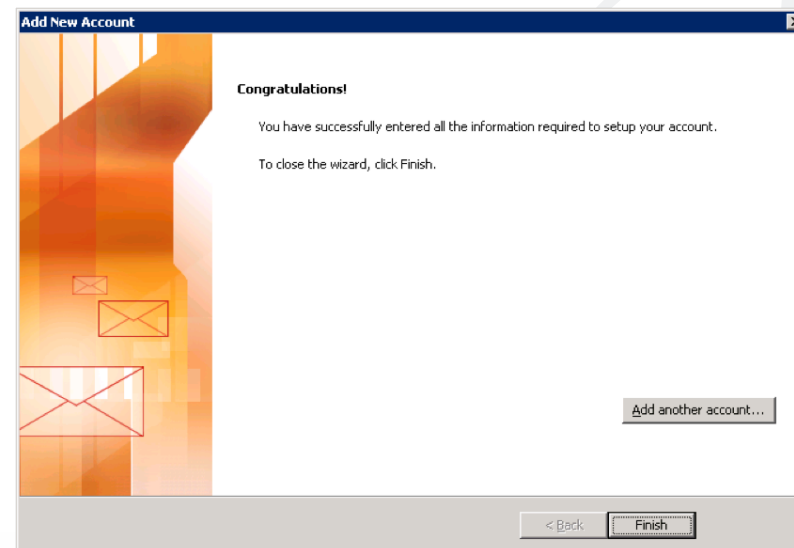 Add New Account
Congratulations!
You have successfully entered all the information required to setup your account.
To close the wizard, click Finish.
Add another account...
< Back
Finish